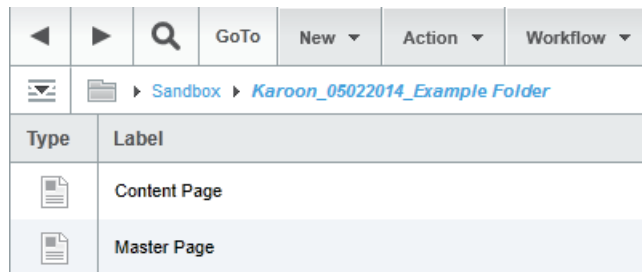 GoTo New Action Workflow
Sandbox Karoon_05022014_Example Folder
Type Label
Content Page
Master Page